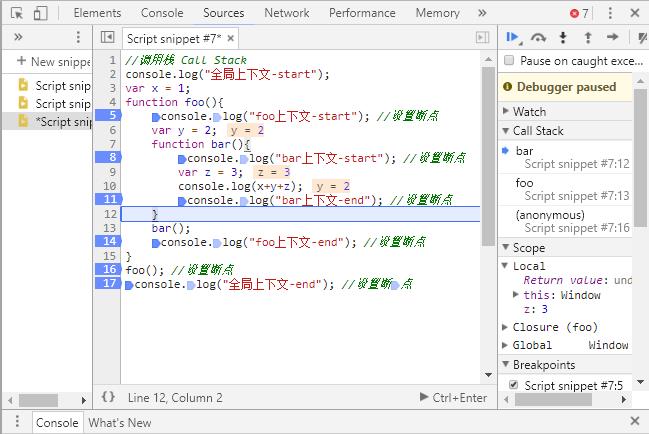 Elements Console Sources Network Performance Memory 7
Script snippet #7* ×
New snippe
Script snip
Script snip
*Script snip
1 //调用栈 Call Stack
2 console.log("全局上下文-start");
3 var x = 1;
4 function foo(){
5 console.log("foo上下文-start"); //设置断点
6 var y = 2; y = 2
7 function bar(){
8 console.log("bar上下文-start"); //设置断点
9 var z = 3; z = 3
10 console.log(x+y+z); y = 2
11 console.log("bar上下文-end"); //设置断点
12 }
13 bar();
14 console.log("foo上下文-end"); //设置断点
15 }
16 foo(); //设置断点
17 console.log("全局上下文-end"); //设置断点
{} Line 12, Column 2 Ctrl+Enter
Pause on caught exce...
Debugger paused
Watch
Call Stack
bar
Script snippet #7:12
foo
Script snippet #7:13
(anonymous)
Script snippet #7:16
Scope
Local
Return value: und
this: Window
z: 3
Closure (foo)
Global Window
Breakpoints
Script snippet #7:5
Console What's New